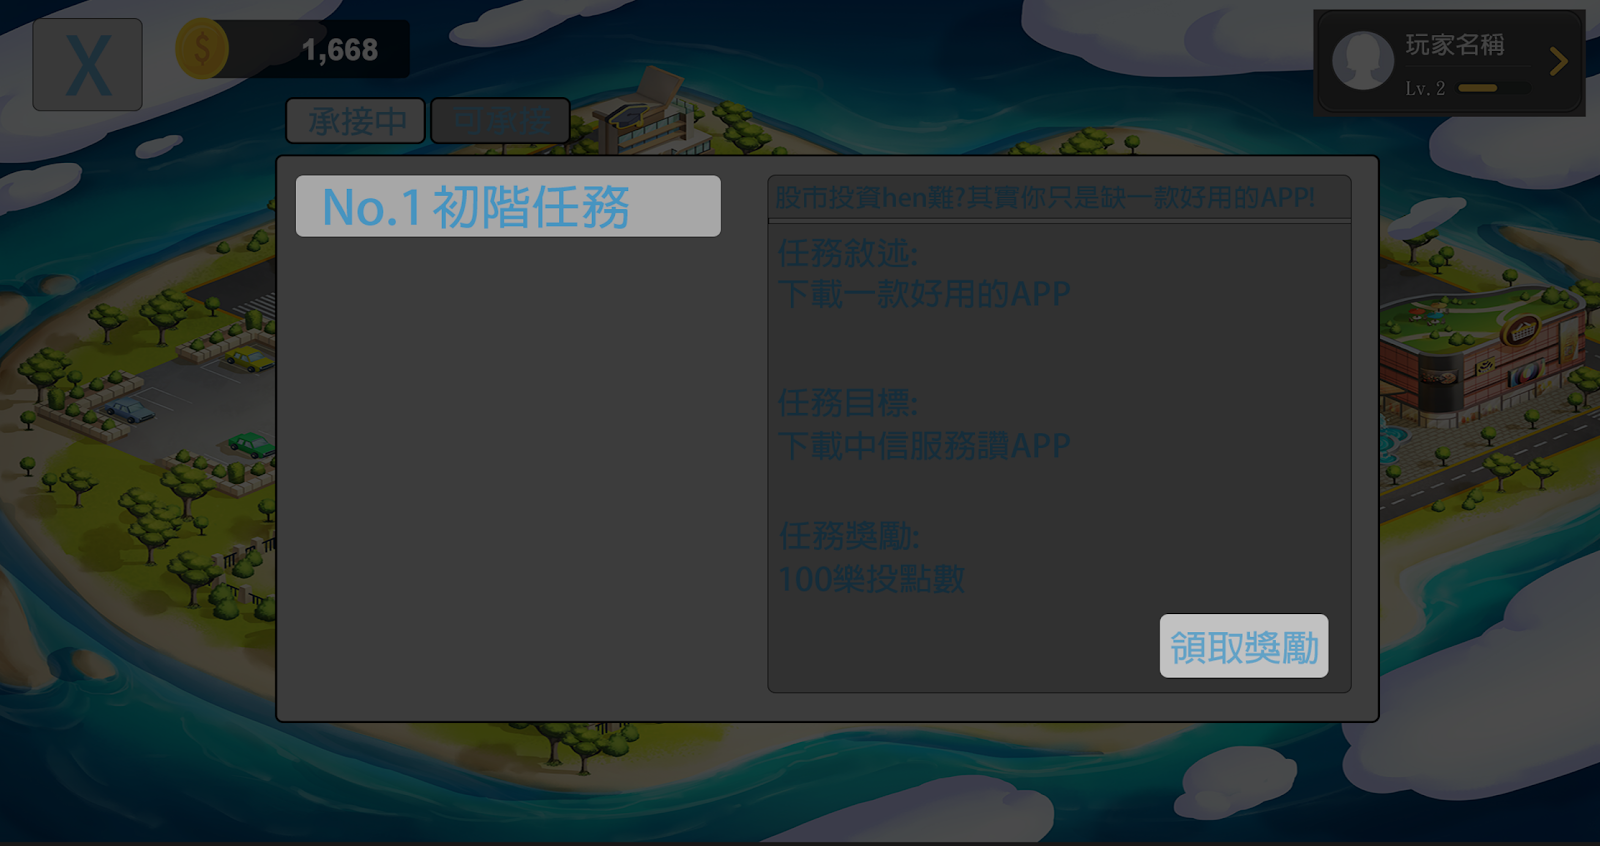 X
1,668
玩家名稱
Lv.2
承接中
可承接
No.1 初階任務
股市投資hen難?其實你只是缺一款好用的APP!
任務敘述:
下載一款好用的APP
任務目標:
下載中信服務讚APP
任務獎勵:
100樂投點數
領取獎勵